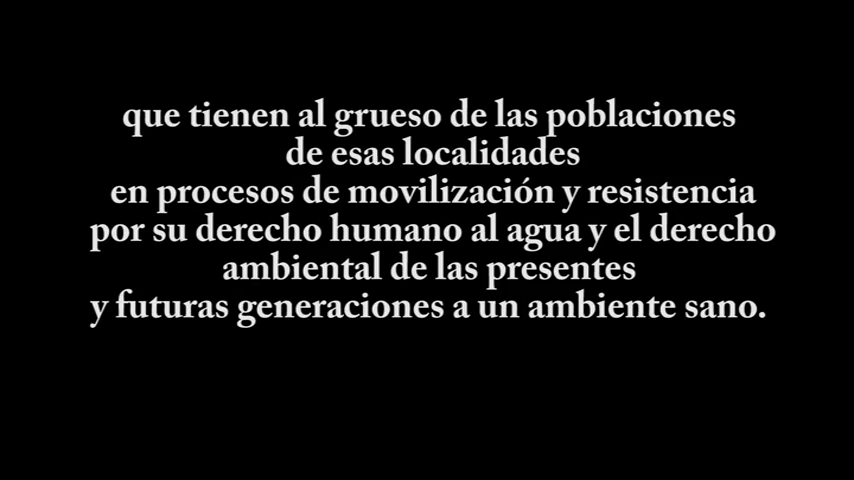 que tienen al grueso de las poblaciones
de esas localidades
en procesos de movilización y resistencia
por su derecho humano al agua y el derecho
ambiental de las presentes
y futuras generaciones a un ambiente sano.